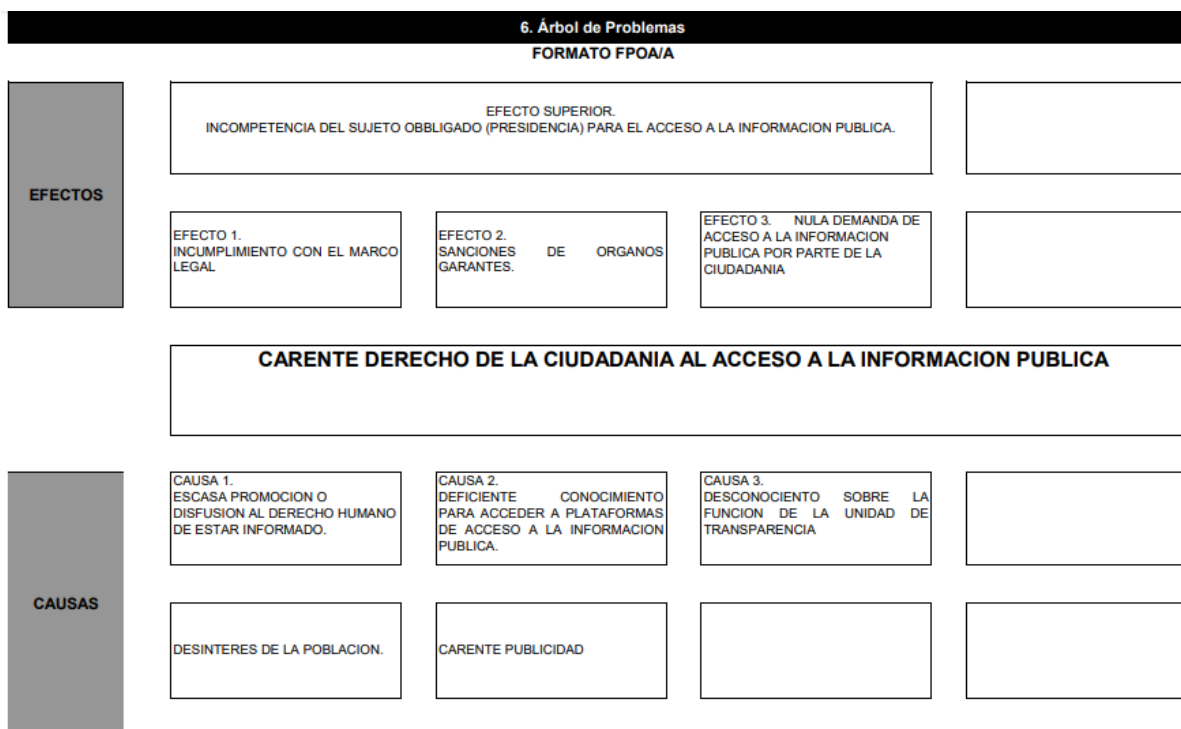 6. Árbol de Problemas
FORMATO FPOA/A
EFECTOS
EFECTO SUPERIOR.
INCOMPETENCIA DEL SUJETO OBBLIGADO (PRESIDENCIA) PARA EL ACCESO A LA INFORMACION PUBLICA.
EFECTO 1.
INCUMPLIMIENTO CON EL MARCO
LEGAL
EFECTO 2.
SANCIONES DE ORGANOS
GARANTES.
EFECTO 3. NULA DEMANDA DE
ACCESO A LA INFORMACION
PUBLICA POR PARTE DE LA
CIUDADANIA
CARENTE DERECHO DE LA CIUDADANIA AL ACCESO A LA INFORMACION PUBLICA
CAUSAS
CAUSA 1.
ESCASA PROMOCION O
DISFUSION AL DERECHO HUMANO
DE ESTAR INFORMADO.
CAUSA 2.
DEFICIENTE CONOCIMIENTO
PARA ACCEDER A PLATAFORMAS
DE ACCESO A LA INFORMACION
PUBLICA.
CAUSA 3.
DESCONOCIENTO SOBRE LA
FUNCION DE LA UNIDAD DE
TRANSPARENCIA
DESINTERES DE LA POBLACION.
CARENTE PUBLICIDAD